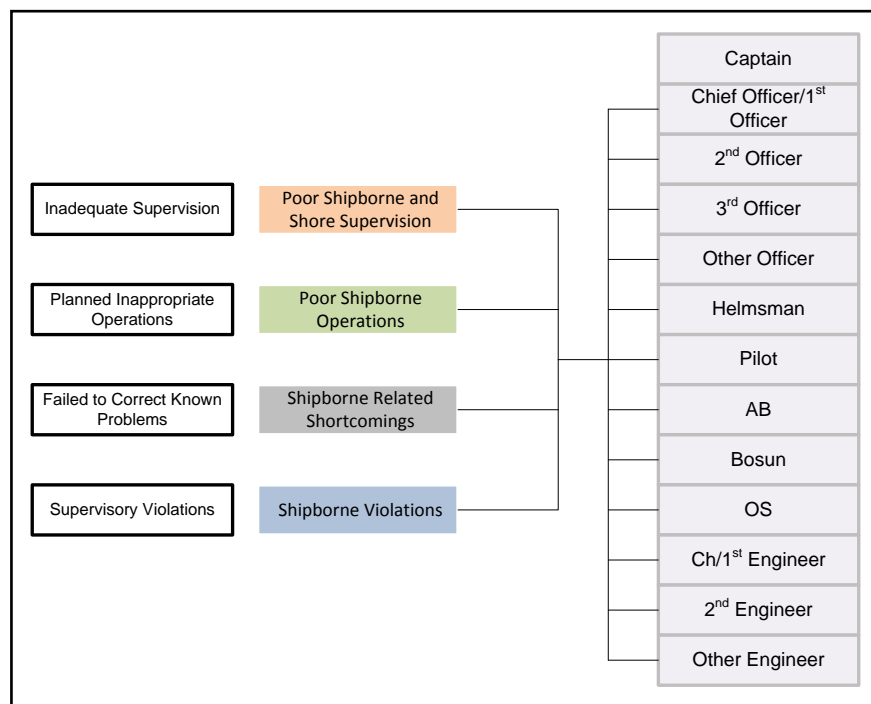 Inadequate Supervision
Planned Inappropriate
Operations
Failed to Correct Known
Problems
Supervisory Violations
Poor Shipborne and
Shore Supervision
Poor Shipborne
Operations
Shipborne Related
Shortcomings
Shipborne Violations
Captain
Chief Officer/1st
Officer
2nd Officer
3rd Officer
Other Officer
Helmsman
Pilot
AB
Bosun
OS
Ch/1st Engineer
2nd Engineer
Other Engineer